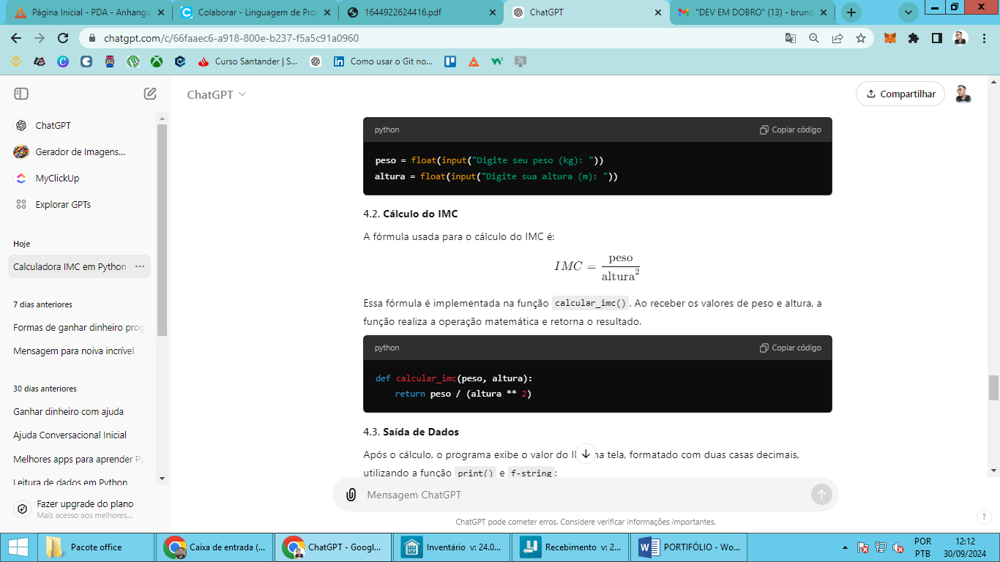 Página Inicial - PDA - Anhangu
Colaborar - Linguagem de Pro
1644922624416.pdf
ChatGPT
"DEV EM DOBRO" (13) - bruno
chatgpt.com/c/66faaec6-a918-800e-b237-f5a5c91a0960
Curso Santander | S...
Como usar o Git no...
ChatGPT
Compartilhar
ChatGPT
Gerador de Imagens...
MyClickUp
Explorar GPTs
Hoje
Calculadora IMC em Python
7 dias anteriores
Formas de ganhar dinheiro prog
Mensagem para noiva incrível
30 dias anteriores
Ganhar dinheiro com ajuda
Ajuda Conversacional Inicial
Melhores apps para aprender Py
Leitura de dados em Python
Fazer upgrade do plano
Mais acesso aos melhores...
python
Copiar código
peso = float(input("Digite seu peso (kg): "))
altura = float(input("Digite sua altura (m): "))
4.2. Cálculo do IMC
A fórmula usada para o cálculo do IMC é:
IMC = peso / altura²
Essa fórmula é implementada na função calcular_imc(). Ao receber os valores de peso e altura, a
função realiza a operação matemática e retorna o resultado.
python
Copiar código
def calcular_imc(peso, altura):
return peso / (altura ** 2)
4.3. Saída de Dados
Após o cálculo, o programa exibe o valor do na tela, formatado com duas casas decimais,
utilizando a função print() e f-string:
Mensagem ChatGPT
ChatGPT pode cometer erros. Considere verificar informações importantes.
?
Pacote office
Caixa de entrada (...
ChatGPT - Googl...
Inventário v: 24.0...
Recebimento v: 2...
PORTIFÓLIO - Wo...
POR
PTB
12:12
30/09/2024